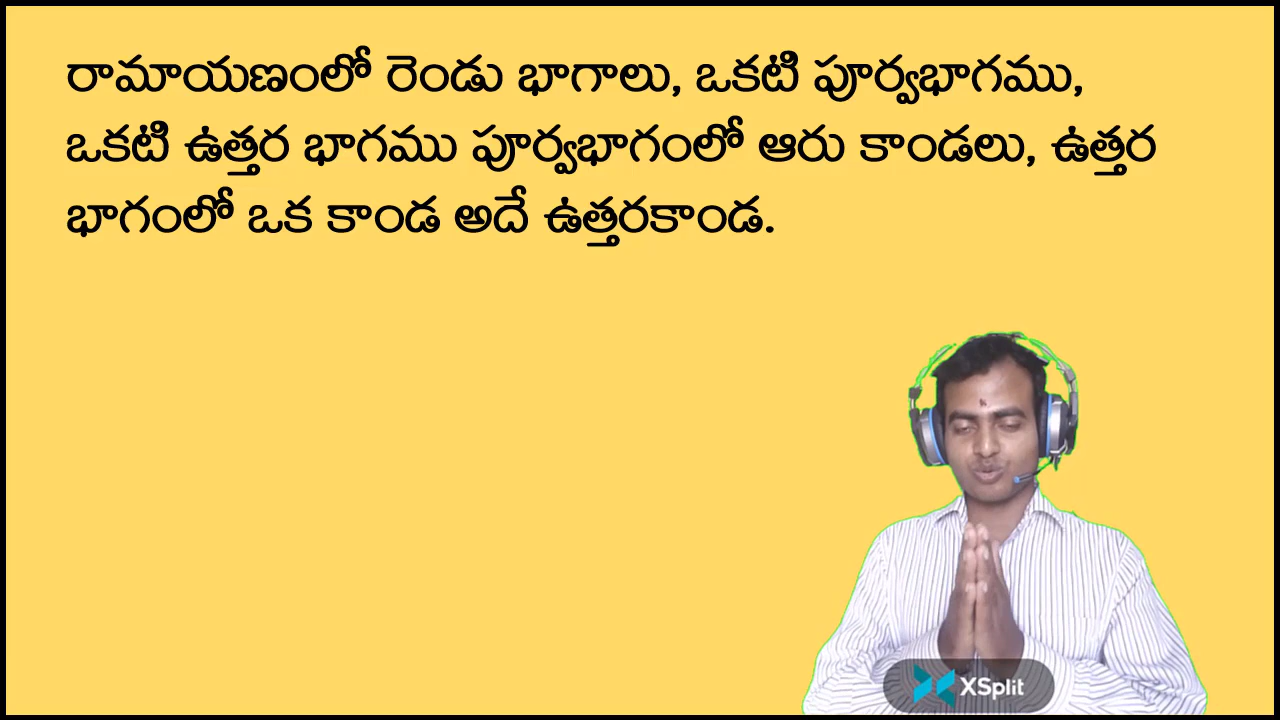 రామాయణంలో రెండు భాగాలు, ఒకటి పూర్వభాగము,
ఒకటి ఉత్తర భాగము పూర్వభాగంలో ఆరు కాండలు, ఉత్తర
భాగంలో ఒక కాండ అదే ఉత్తరకాండ.
XSplit